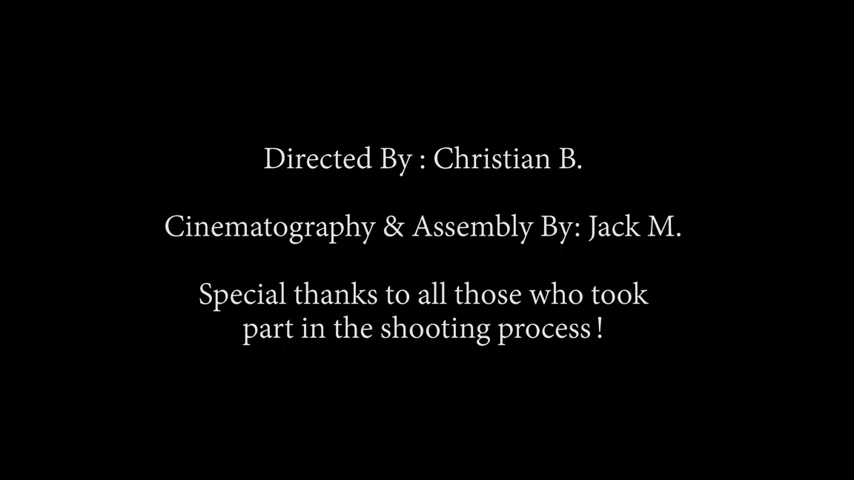 Directed By : Christian B.
Cinematography & Assembly By: Jack M.
Special thanks to all those who took
part in the shooting process !